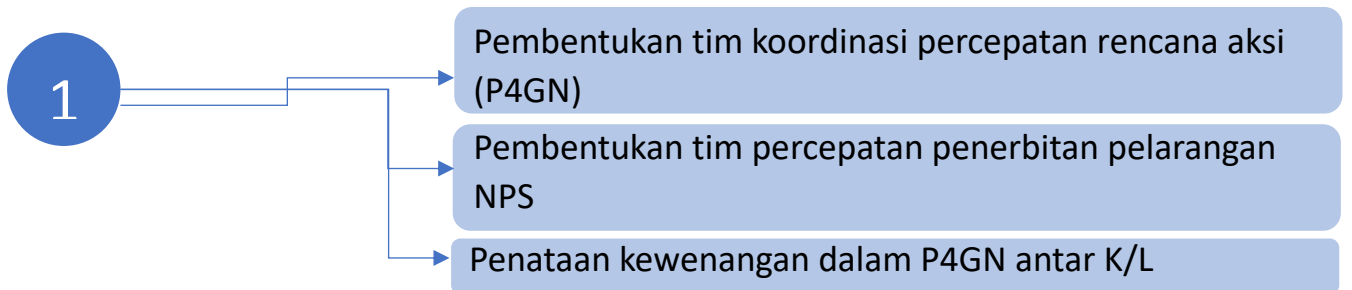 1
Pembentukan tim koordinasi percepatan rencana aksi
(P4GN)
Pembentukan tim percepatan penerbitan pelarangan
NPS
Penataan kewenangan dalam P4GN antar K/L